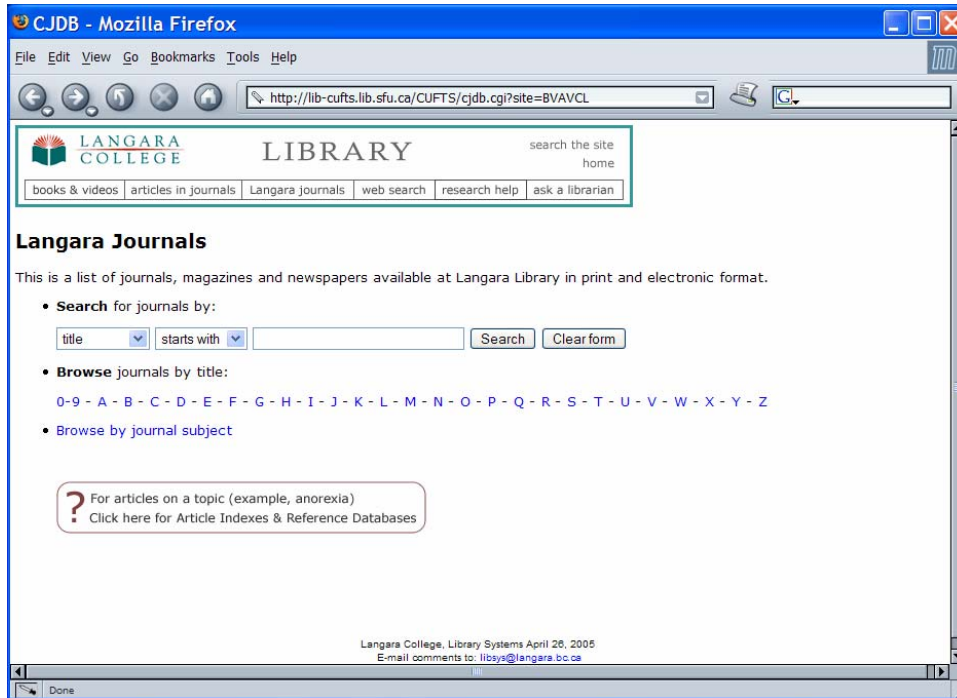 CJDB - Mozilla Firefox
File Edit View Go Bookmarks Tools Help
http://lib-cufts.lib.sfu.ca/CUFTS/cjdb.cgi?site=BVAVCL
G
LANGARA
COLLEGE
LIBRARY
search the site
home
books & videos articles in journals Langara journals web search research help ask a librarian
Langara Journals
This is a list of journals, magazines and newspapers available at Langara Library in print and electronic format.
• Search for journals by:
title starts with Search Clear form
• Browse journals by title:
0-9 - A - B - C - D - E - F - G - H - I - J - K - L - M - N - O - P - Q - R - S - T - U - V - W - X - Y - Z
• Browse by journal subject
? For articles on a topic (example, anorexia)
Click here for Article Indexes & Reference Databases
Langara College, Library Systems April 26, 2005
E-mail comments to: libsys@langara.bc.ca
Done